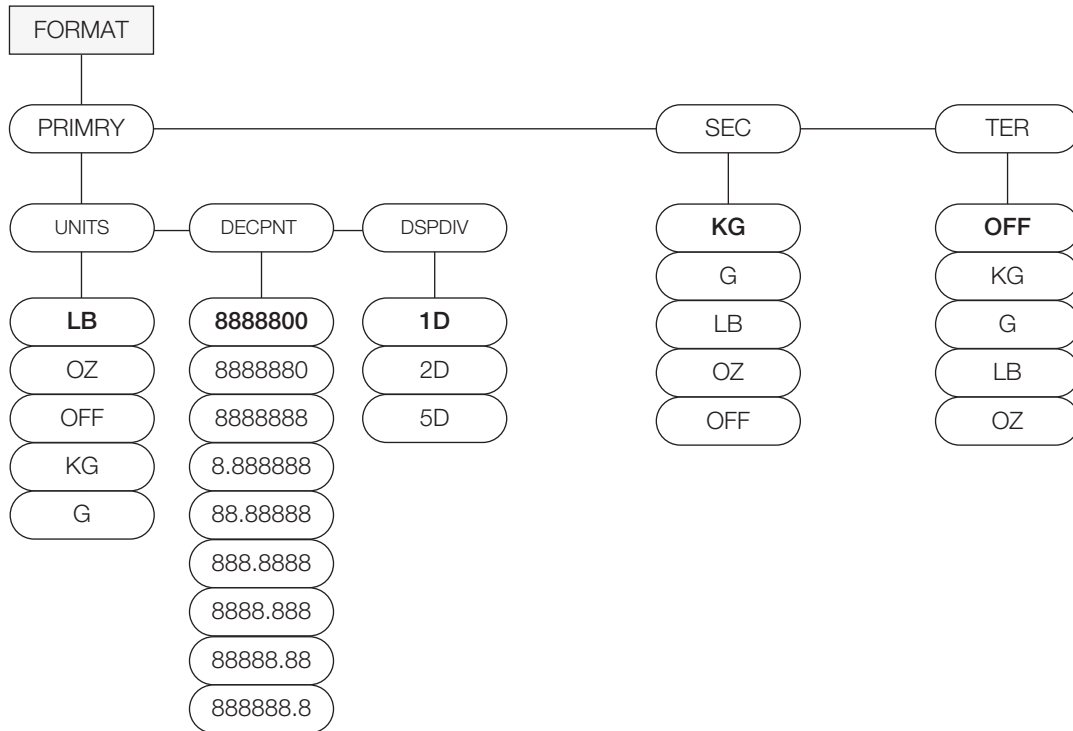 FORMAT
PRIMRY SEC TER
UNITS DECPNT DSPDIV KG OFF
G KG
LB 8888800 1D LB G
OZ 8888880 2D OZ LB
OFF 8888888 5D OFF OZ
KG 8.888888
G 88.88888
888.8888
8888.888
88888.88
888888.8